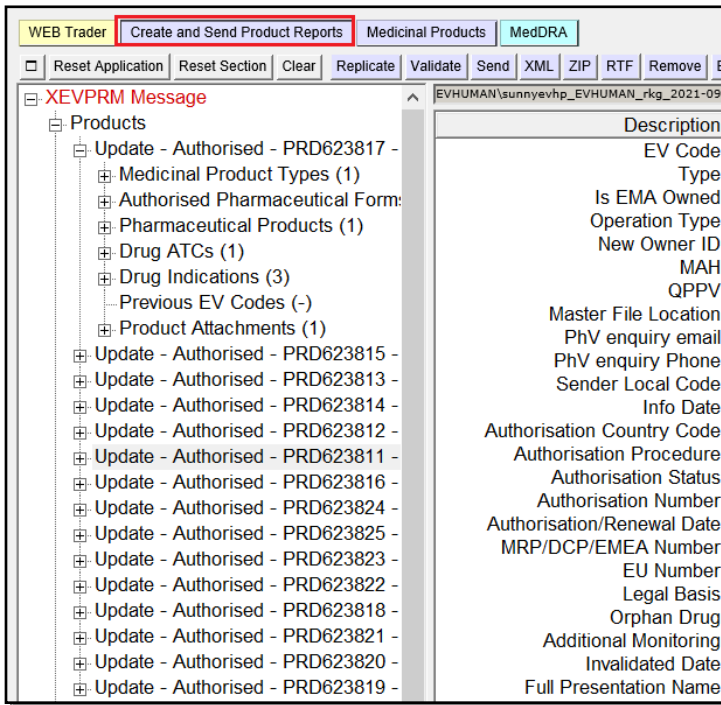 WEB Trader Create and Send Product Reports Medicinal Products MedDRA
Reset Application Reset Section Clear Replicate Validate Send XML ZIP RTF Remove
XEVPRM Message
Products
Update - Authorised - PRD623817 -
Medicinal Product Types (1)
Authorised Pharmaceutical Forms
Pharmaceutical Products (1)
Drug ATCs (1)
Drug Indications (3)
Previous EV Codes (-)
Product Attachments (1)
Update - Authorised - PRD623815 -
Update - Authorised - PRD623813 -
Update - Authorised - PRD623814 -
Update - Authorised - PRD623812 -
Update - Authorised - PRD623811 -
Update - Authorised - PRD623816 -
Update - Authorised - PRD623824 -
Update - Authorised - PRD623825 -
Update - Authorised - PRD623823 -
Update - Authorised - PRD623822 -
Update - Authorised - PRD623818 -
Update - Authorised - PRD623821 -
Update - Authorised - PRD623820 -
Update - Authorised - PRD623819 -
EVHUMAN\sunnyevhp_EVHUMAN_rkg_2021-09
Description
EV Code
Type
Is EMA Owned
Operation Type
New Owner ID
MAH
QPPV
Master File Location
PhV enquiry email
PhV enquiry Phone
Sender Local Code
Info Date
Authorisation Country Code
Authorisation Procedure
Authorisation Status
Authorisation Number
Authorisation/Renewal Date
MRP/DCP/EMEA Number
EU Number
Legal Basis
Orphan Drug
Additional Monitoring
Invalidated Date
Full Presentation Name